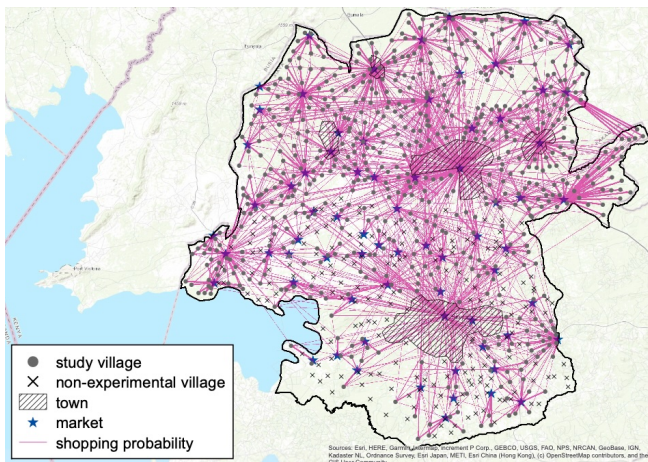 study village
non-experimental village
town
market
shopping probability
KENYA
Sources: Esri, HERE, Garmin, Intermap, increment P Corp., GEBCO, USGS, FAO, NPS, NRCAN, GeoBase, IGN,
Kadaster NL, Ordnance Survey, Esri Japan, METI, Esri China (Hong Kong), (c) OpenStreetMap contributors, and the
GIS User Community